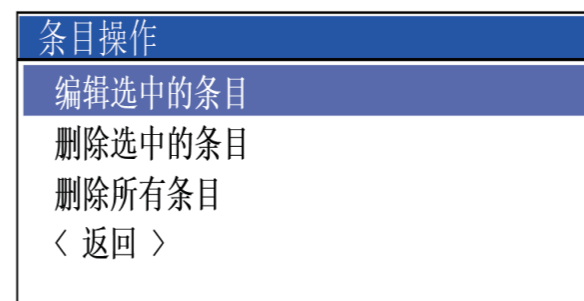 条目操作
编辑选中的条目
删除选中的条目
删除所有条目
〈 返回 〉